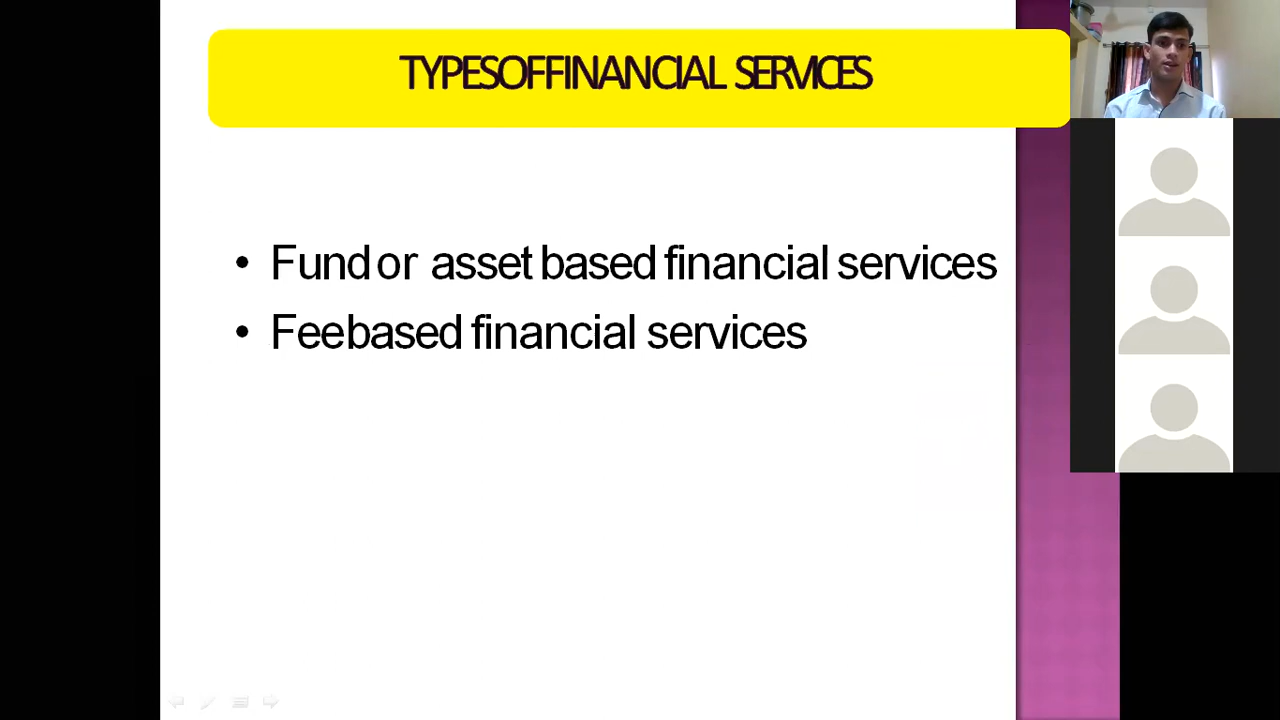 TYPESOFFINANCIAL SERVICES
• Fund or asset based financial services
• Feebased financial services